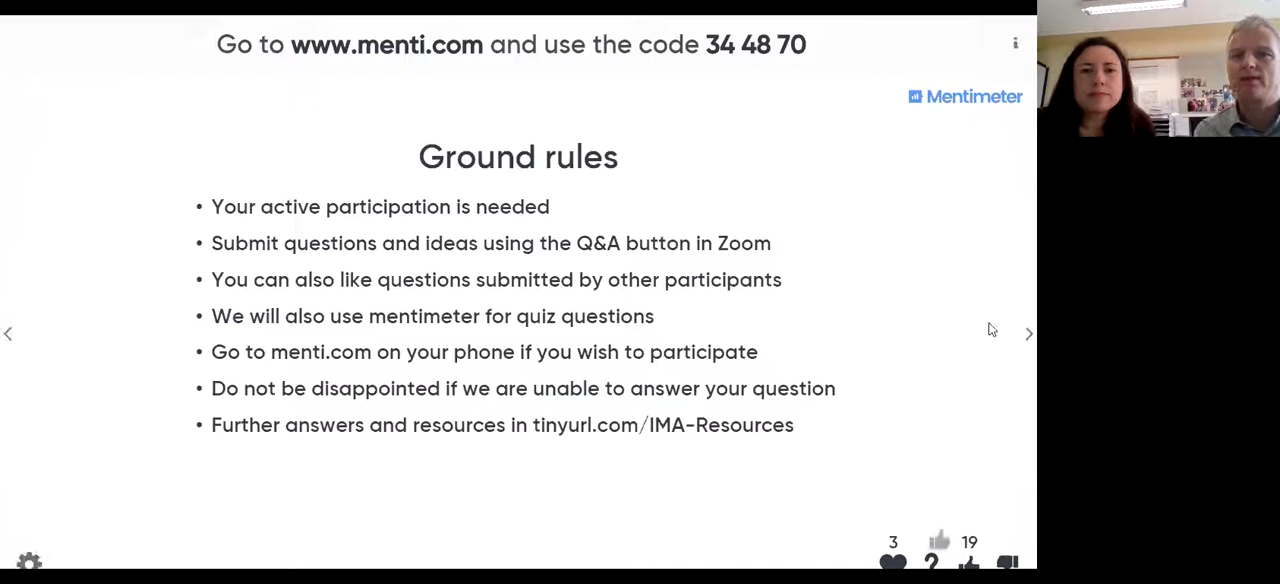 Go to www.menti.com and use the code 34 48 70
i
Mentimeter
Ground rules
• Your active participation is needed
• Submit questions and ideas using the Q&A button in Zoom
• You can also like questions submitted by other participants
• We will also use mentimeter for quiz questions
• Go to menti.com on your phone if you wish to participate
• Do not be disappointed if we are unable to answer your question
• Further answers and resources in tinyurl.com/IMA-Resources
3 19
?